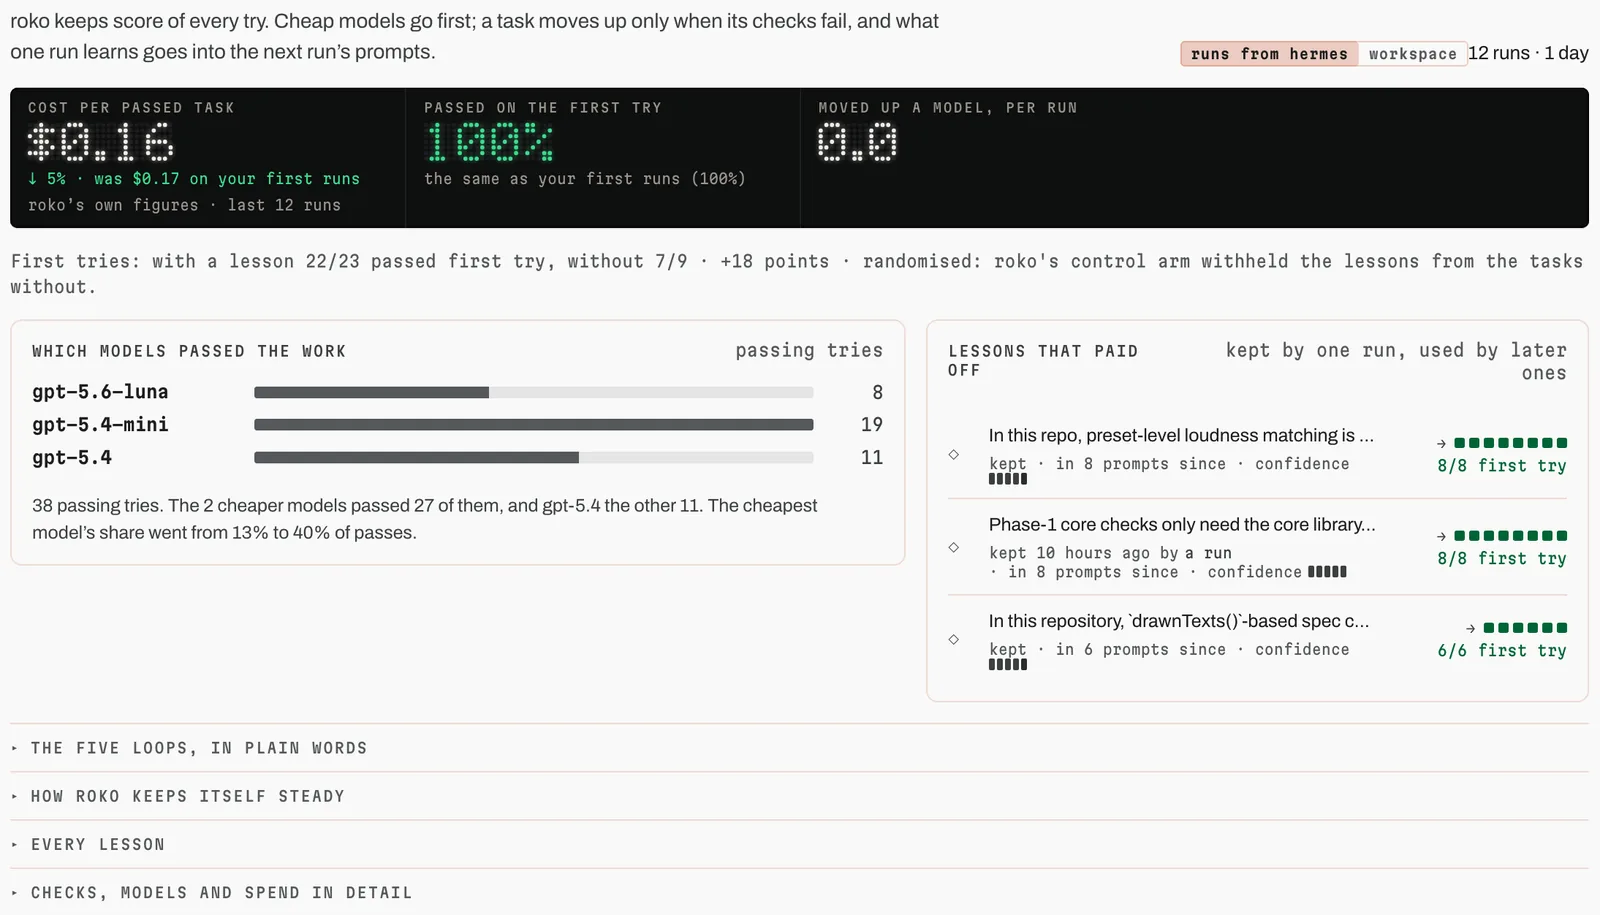 roko keeps score of every try. Cheap models go first; a task moves up only when its checks fail, and what
one run learns goes into the next run's prompts.
runs from hermes workspace 12 runs · 1 day
COST PER PASSED TASK
$0.16
↓ 5% · was $0.17 on your first runs
roko's own figures · last 12 runs
PASSED ON THE FIRST TRY
100%
the same as your first runs (100%)
MOVED UP A MODEL, PER RUN
0.0
First tries: with a lesson 22/23 passed first try, without 7/9 · +18 points · randomised: roko's control arm withheld the lessons from the tasks
without.
WHICH MODELS PASSED THE WORK passing tries
gpt-5.6-luna 8
gpt-5.4-mini 19
gpt-5.4 11
38 passing tries. The 2 cheaper models passed 27 of them, and gpt-5.4 the other 11. The cheapest
model's share went from 13% to 40% of passes.
LESSONS THAT PAID
OFF
kept by one run, used by later
ones
In this repo, preset-level loudness matching is …
kept · in 8 prompts since · confidence
→
8/8 first try
Phase-1 core checks only need the core library…
kept 10 hours ago by a run
· in 8 prompts since · confidence
→
8/8 first try
In this repository, `drawnTexts()`-based spec c…
kept · in 6 prompts since · confidence
→
6/6 first try
THE FIVE LOOPS, IN PLAIN WORDS
HOW ROKO KEEPS ITSELF STEADY
EVERY LESSON
CHECKS, MODELS AND SPEND IN DETAIL